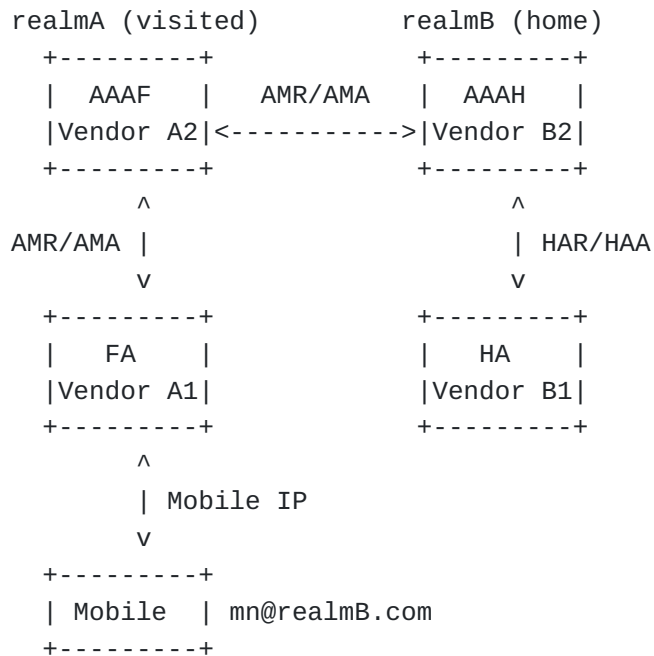 realmA (visited)          realmB (home)
  +---------+             +---------+
  |  AAAF   |   AMR/AMA   |  AAAH   |
  |Vendor A2|<----------->|Vendor B2|
  +---------+             +---------+
        ^                       ^
AMR/AMA |                       | HAR/HAA
        v                       v
  +---------+             +---------+
  |   FA    |             |   HA    |
  |Vendor A1|             |Vendor B1|
  +---------+             +---------+
        ^
        | Mobile IP
        v
  +---------+
  | Mobile  | mn@realmB.com
  +---------+